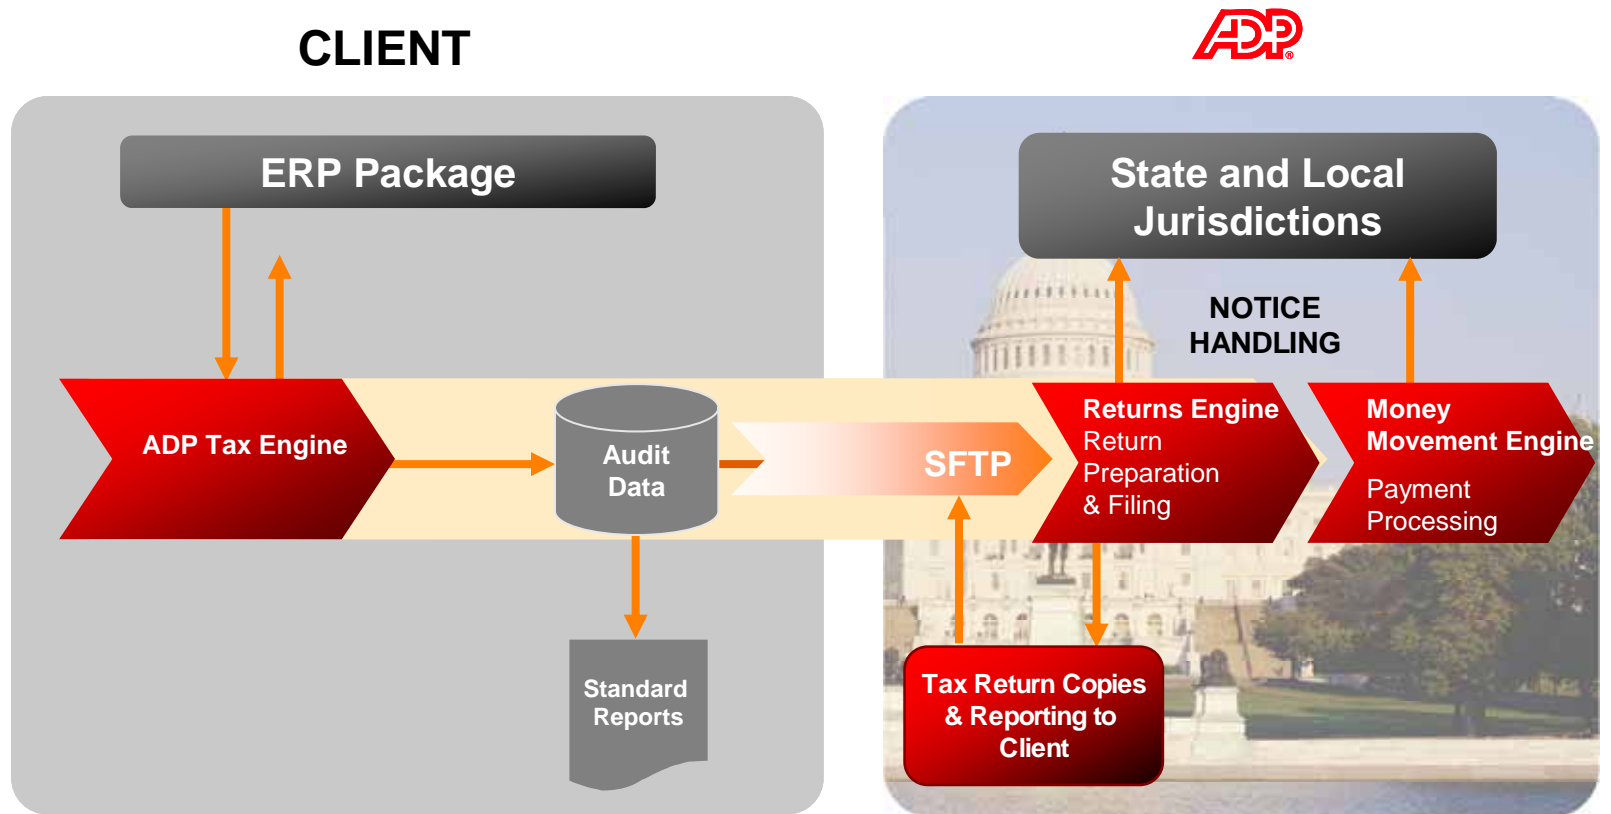 CLIENT
ADP®
ERP Package
State and Local
Jurisdictions
NOTICE
HANDLING
ADP Tax Engine
Audit
Data
SFTP
Returns Engine
Return
Preparation
& Filing
Money
Movement Engine
Payment
Processing
Standard
Reports
Tax Return Copies
& Reporting to
Client